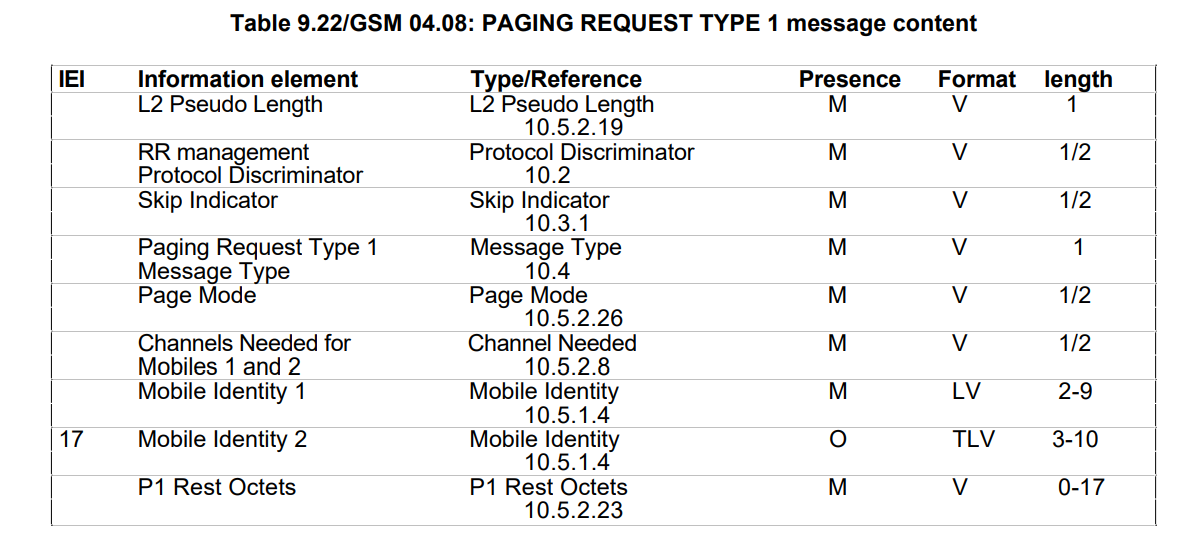 Table 9.22/GSM 04.08: PAGING REQUEST TYPE 1 message content
IEI Information element Type/Reference Presence Format length
L2 Pseudo Length L2 Pseudo Length M V 1
10.5.2.19
RR management Protocol Discriminator M V 1/2
Protocol Discriminator 10.2
Skip Indicator Skip Indicator M V 1/2
10.3.1
Paging Request Type 1 Message Type M V 1
Message Type 10.4
Page Mode Page Mode M V 1/2
10.5.2.26
Channels Needed for Channel Needed M V 1/2
Mobiles 1 and 2 10.5.2.8
Mobile Identity 1 Mobile Identity M LV 2-9
10.5.1.4
17 Mobile Identity 2 Mobile Identity O TLV 3-10
10.5.1.4
P1 Rest Octets P1 Rest Octets M V 0-17
10.5.2.23